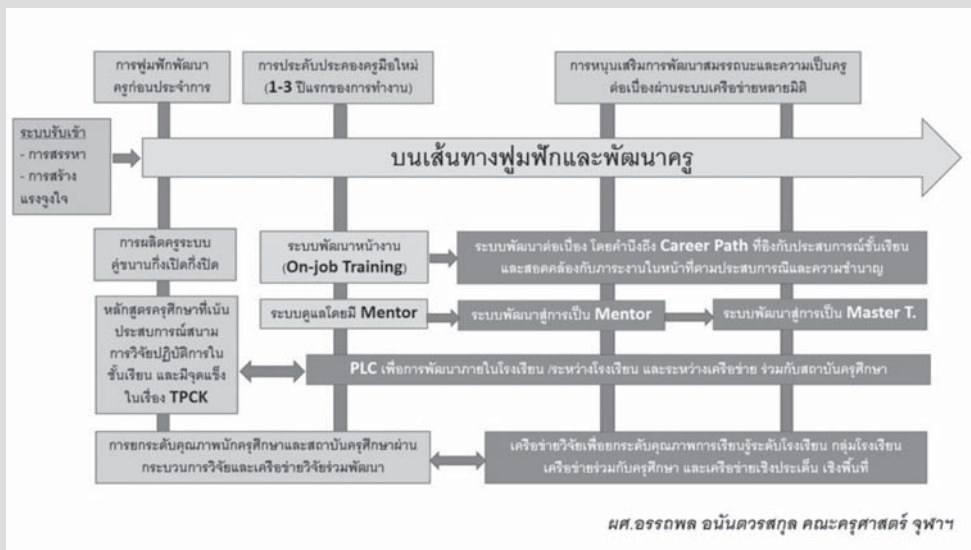 การฟูมฟักพัฒนา
ครูก่อนประจำการ
การประคับประคองครูมือใหม่
(1-3 ปีแรกของการทำงาน)
การหนุนเสริมการพัฒนาสมรรถนะและความเป็นครู
ต่อเนื่องผ่านระบบเครือข่ายหลายมิติ
ระบบรับเข้า
- การสรรหา
- การสร้าง
แรงจูงใจ
บนเส้นทางฟูมฟักและพัฒนาครู
การผลิตครูระบบ
คู่ขนานกึ่งเปิดกึ่งปิด
ระบบพัฒนาหน้างาน
(On-job Training)
ระบบพัฒนาต่อเนื่อง โดยคำนึงถึง Career Path ที่อิงกับประสบการณ์ชั้นเรียน
และสอดคล้องกับภาระงานในหน้าที่ตามประสบการณ์และความชำนาญ
หลักสูตรครุศึกษาที่เน้น
ประสบการณ์สนาม
การวิจัยปฏิบัติการใน
ชั้นเรียน และมีจุดแข็ง
ในเรื่อง TPCK
ระบบดูแลโดยมี Mentor
ระบบพัฒนาสู่การเป็น Mentor
ระบบพัฒนาสู่การเป็น Master T.
PLC เพื่อการพัฒนาภายในโรงเรียน /ระหว่างโรงเรียน และระหว่างเครือข่าย ร่วมกับสถาบันครุศึกษา
การยกระดับคุณภาพนักครุศึกษาและสถาบันครุศึกษาผ่าน
กระบวนการวิจัยและเครือข่ายวิจัยร่วมพัฒนา
เครือข่ายวิจัยเพื่อยกระดับคุณภาพการเรียนรู้ระดับโรงเรียน กลุ่มโรงเรียน
เครือข่ายร่วมกับครุศึกษา และเครือข่ายเชิงประเด็น เชิงพื้นที่
ผศ.อรรถพล อนันตวรสกุล คณะครุศาสตร์ จุฬาฯ